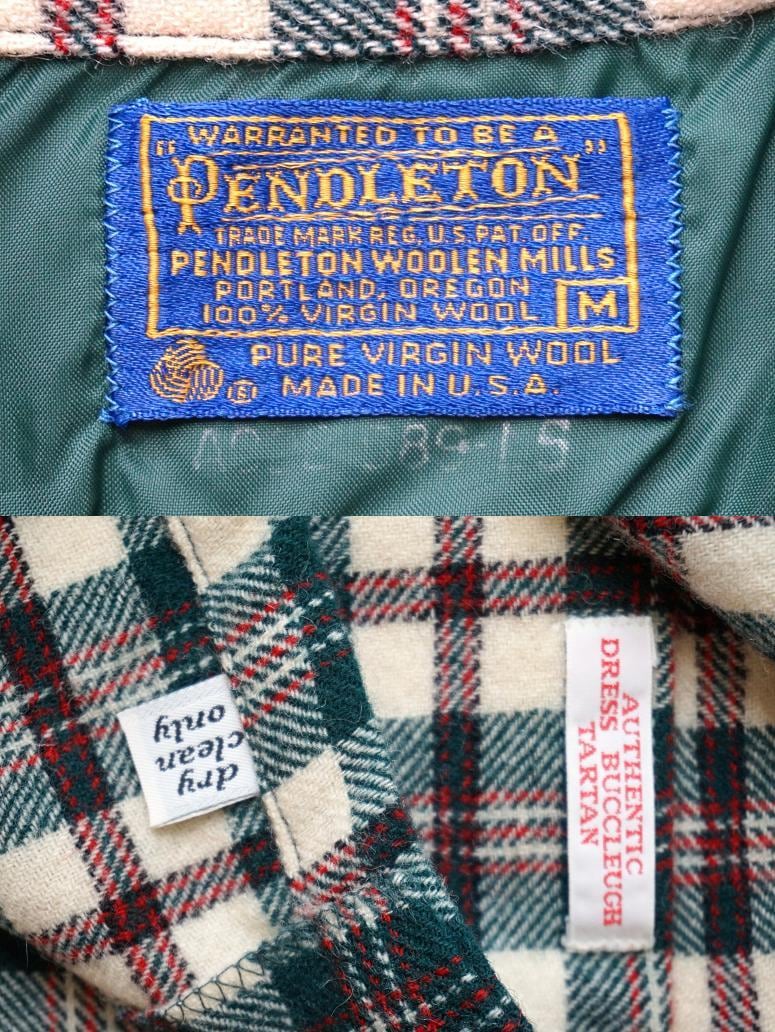 WARRANTED TO BE A
"PENDLETON"
TRADE MARK REG. U.S. PAT. OFF.
PENDLETON WOOLEN MILLS
PORTLAND, OREGON
100% VIRGIN WOOL M
PURE VIRGIN WOOL
MADE IN U.S.A.
dry
clean
only
AUTHENTIC
DRESS BUCCLEUGH
TARTAN